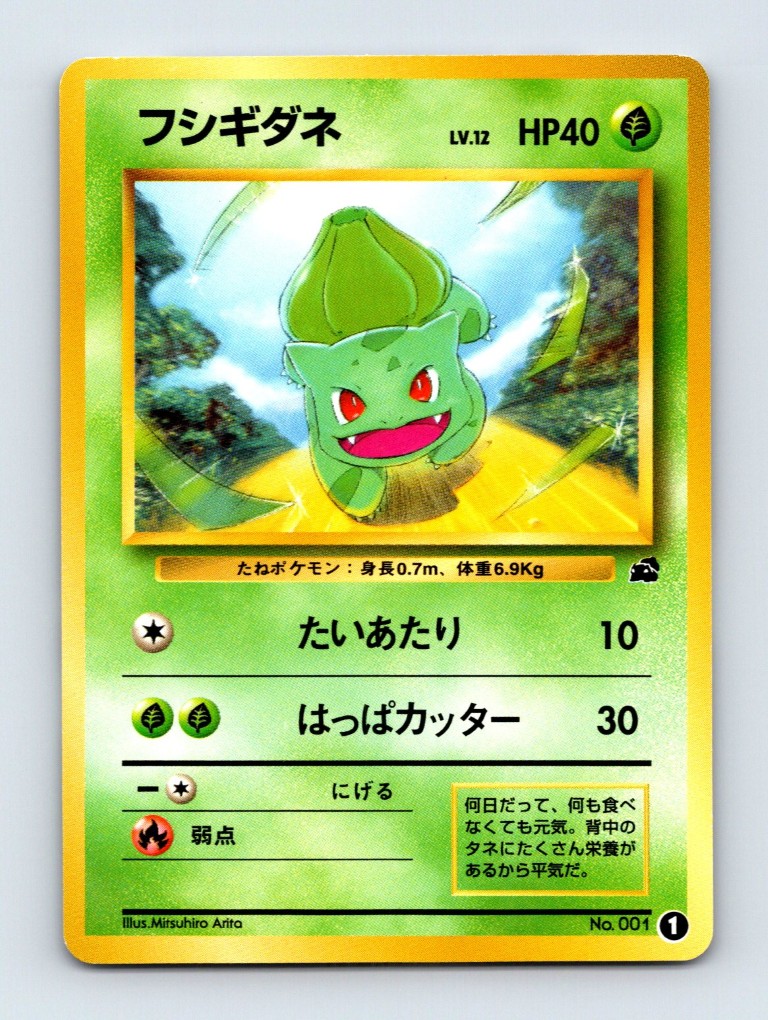 フシギダネ LV.12 HP40
たねポケモン：身長0.7m、体重6.9Kg
たいあたり 10
はっぱカッター 30
ー にげる
弱点
何日だって、何も食べ
なくても元気。背中の
タネにたくさん栄養が
あるから平気だ。
Illus.Mitsuhiro Arita No. 001 1